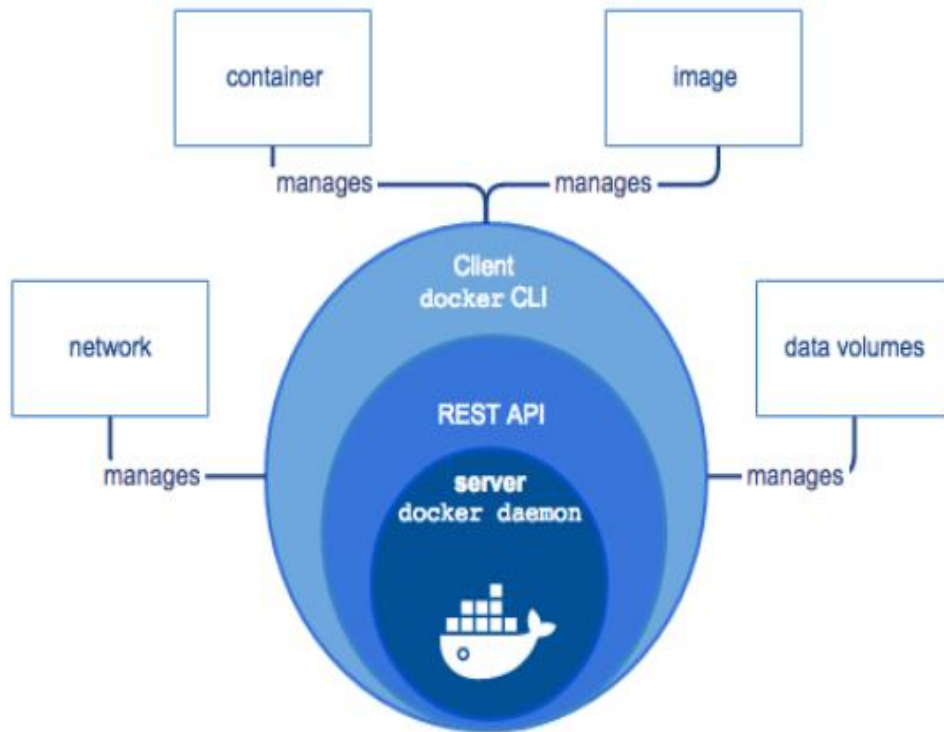 container
image
manages
manages
Client
docker CLI
network
data volumes
REST API
manages
manages
server
docker daemon